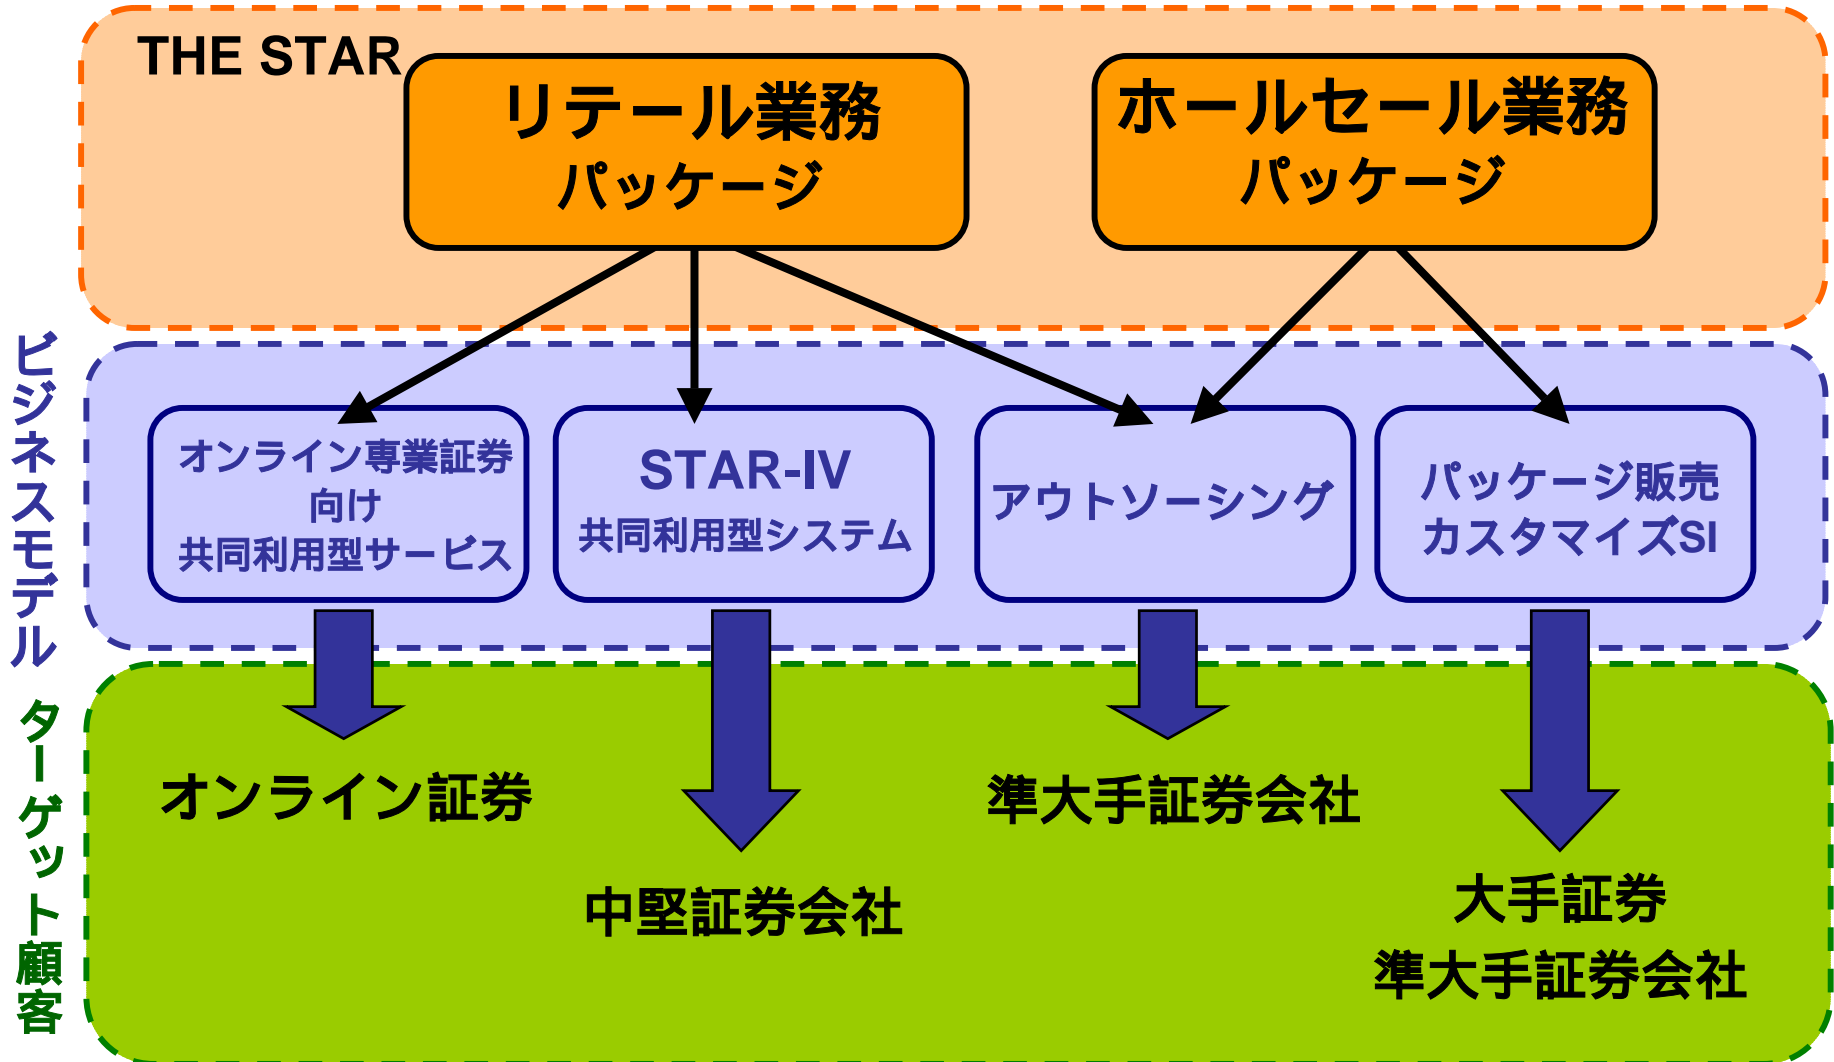 THE STAR
リテール業務
パッケージ
ホールセール業務
パッケージ
ビジネスモデル
オンライン専業証券
向け
共同利用型サービス
STAR-IV
共同利用型システム
アウトソーシング
パッケージ販売
カスタマイズSI
ターゲット顧客
オンライン証券
中堅証券会社
準大手証券会社
大手証券
準大手証券会社